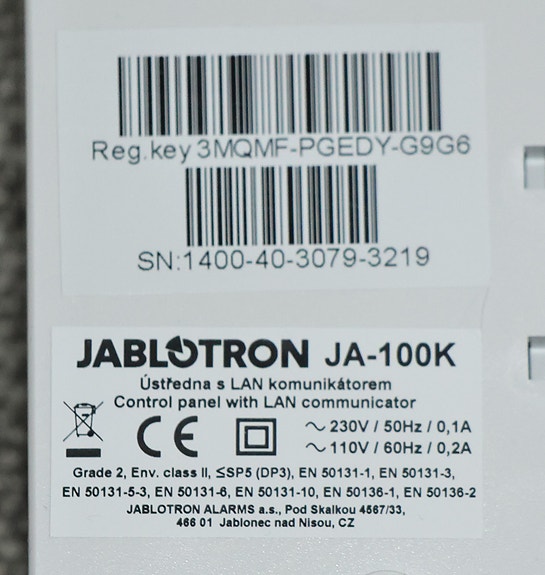 Reg.key 3MQMF-PGEDY-G9G6
SN:1400-40-3079-3219
JABLOTRON JA-100K
Ústředna s LAN komunikátorem
Control panel with LAN communicator
CE
~ 230V / 50Hz / 0,1A
~ 110V / 60Hz / 0,2A
Grade 2, Env. class II, ≤SP5 (DP3), EN 50131-1, EN 50131-3,
EN 50131-5-3, EN 50131-6, EN 50131-10, EN 50136-1, EN 50136-2
JABLOTRON ALARMS a.s., Pod Skalkou 4567/33,
466 01 Jablonec nad Nisou, CZ